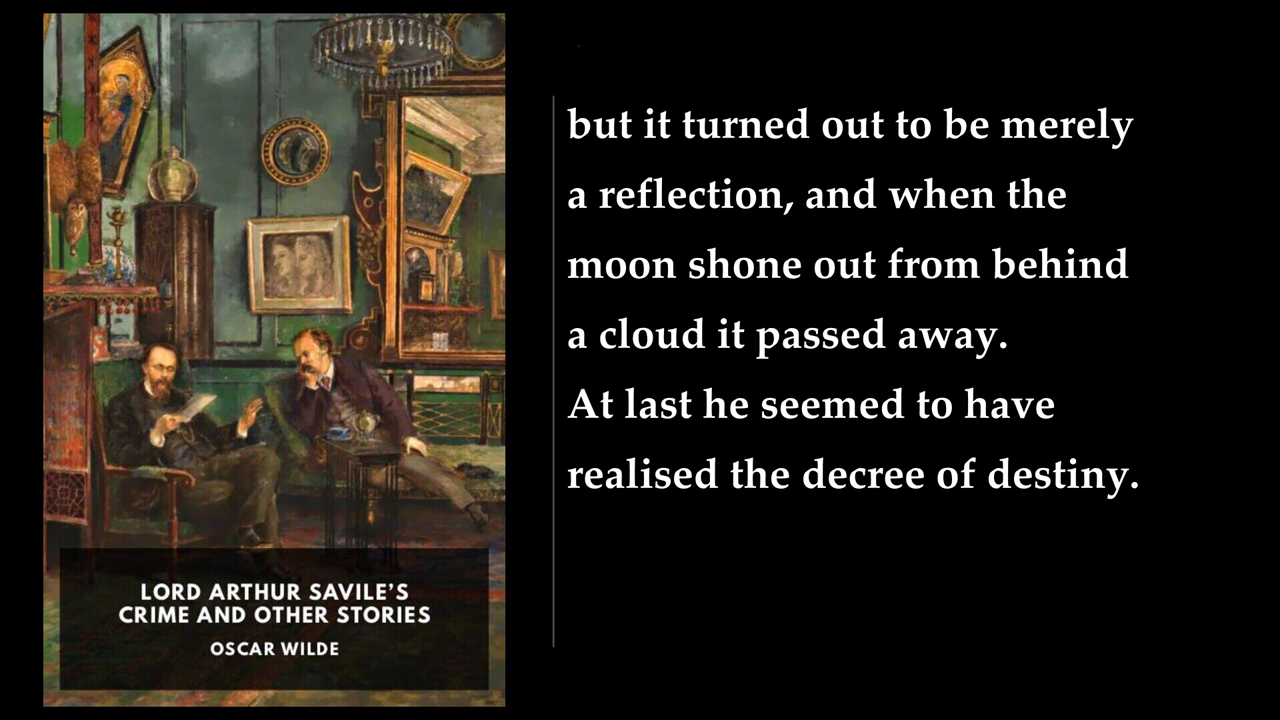 but it turned out to be merely
a reflection, and when the
moon shone out from behind
a cloud it passed away.
At last he seemed to have
realised the decree of destiny.
LORD ARTHUR SAVILE’S
CRIME AND OTHER STORIES
OSCAR WILDE